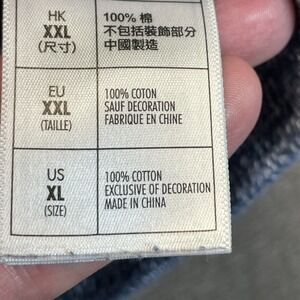 HK
XXL
(尺寸)
100% 棉
不包括裝飾部分
中國製造
EU
XXL
(TAILLE)
100% COTON
SAUF DECORATION
FABRIQUE EN CHINE
US
XL
(SIZE)
100% COTTON
EXCLUSIVE OF DECORATION
MADE IN CHINA